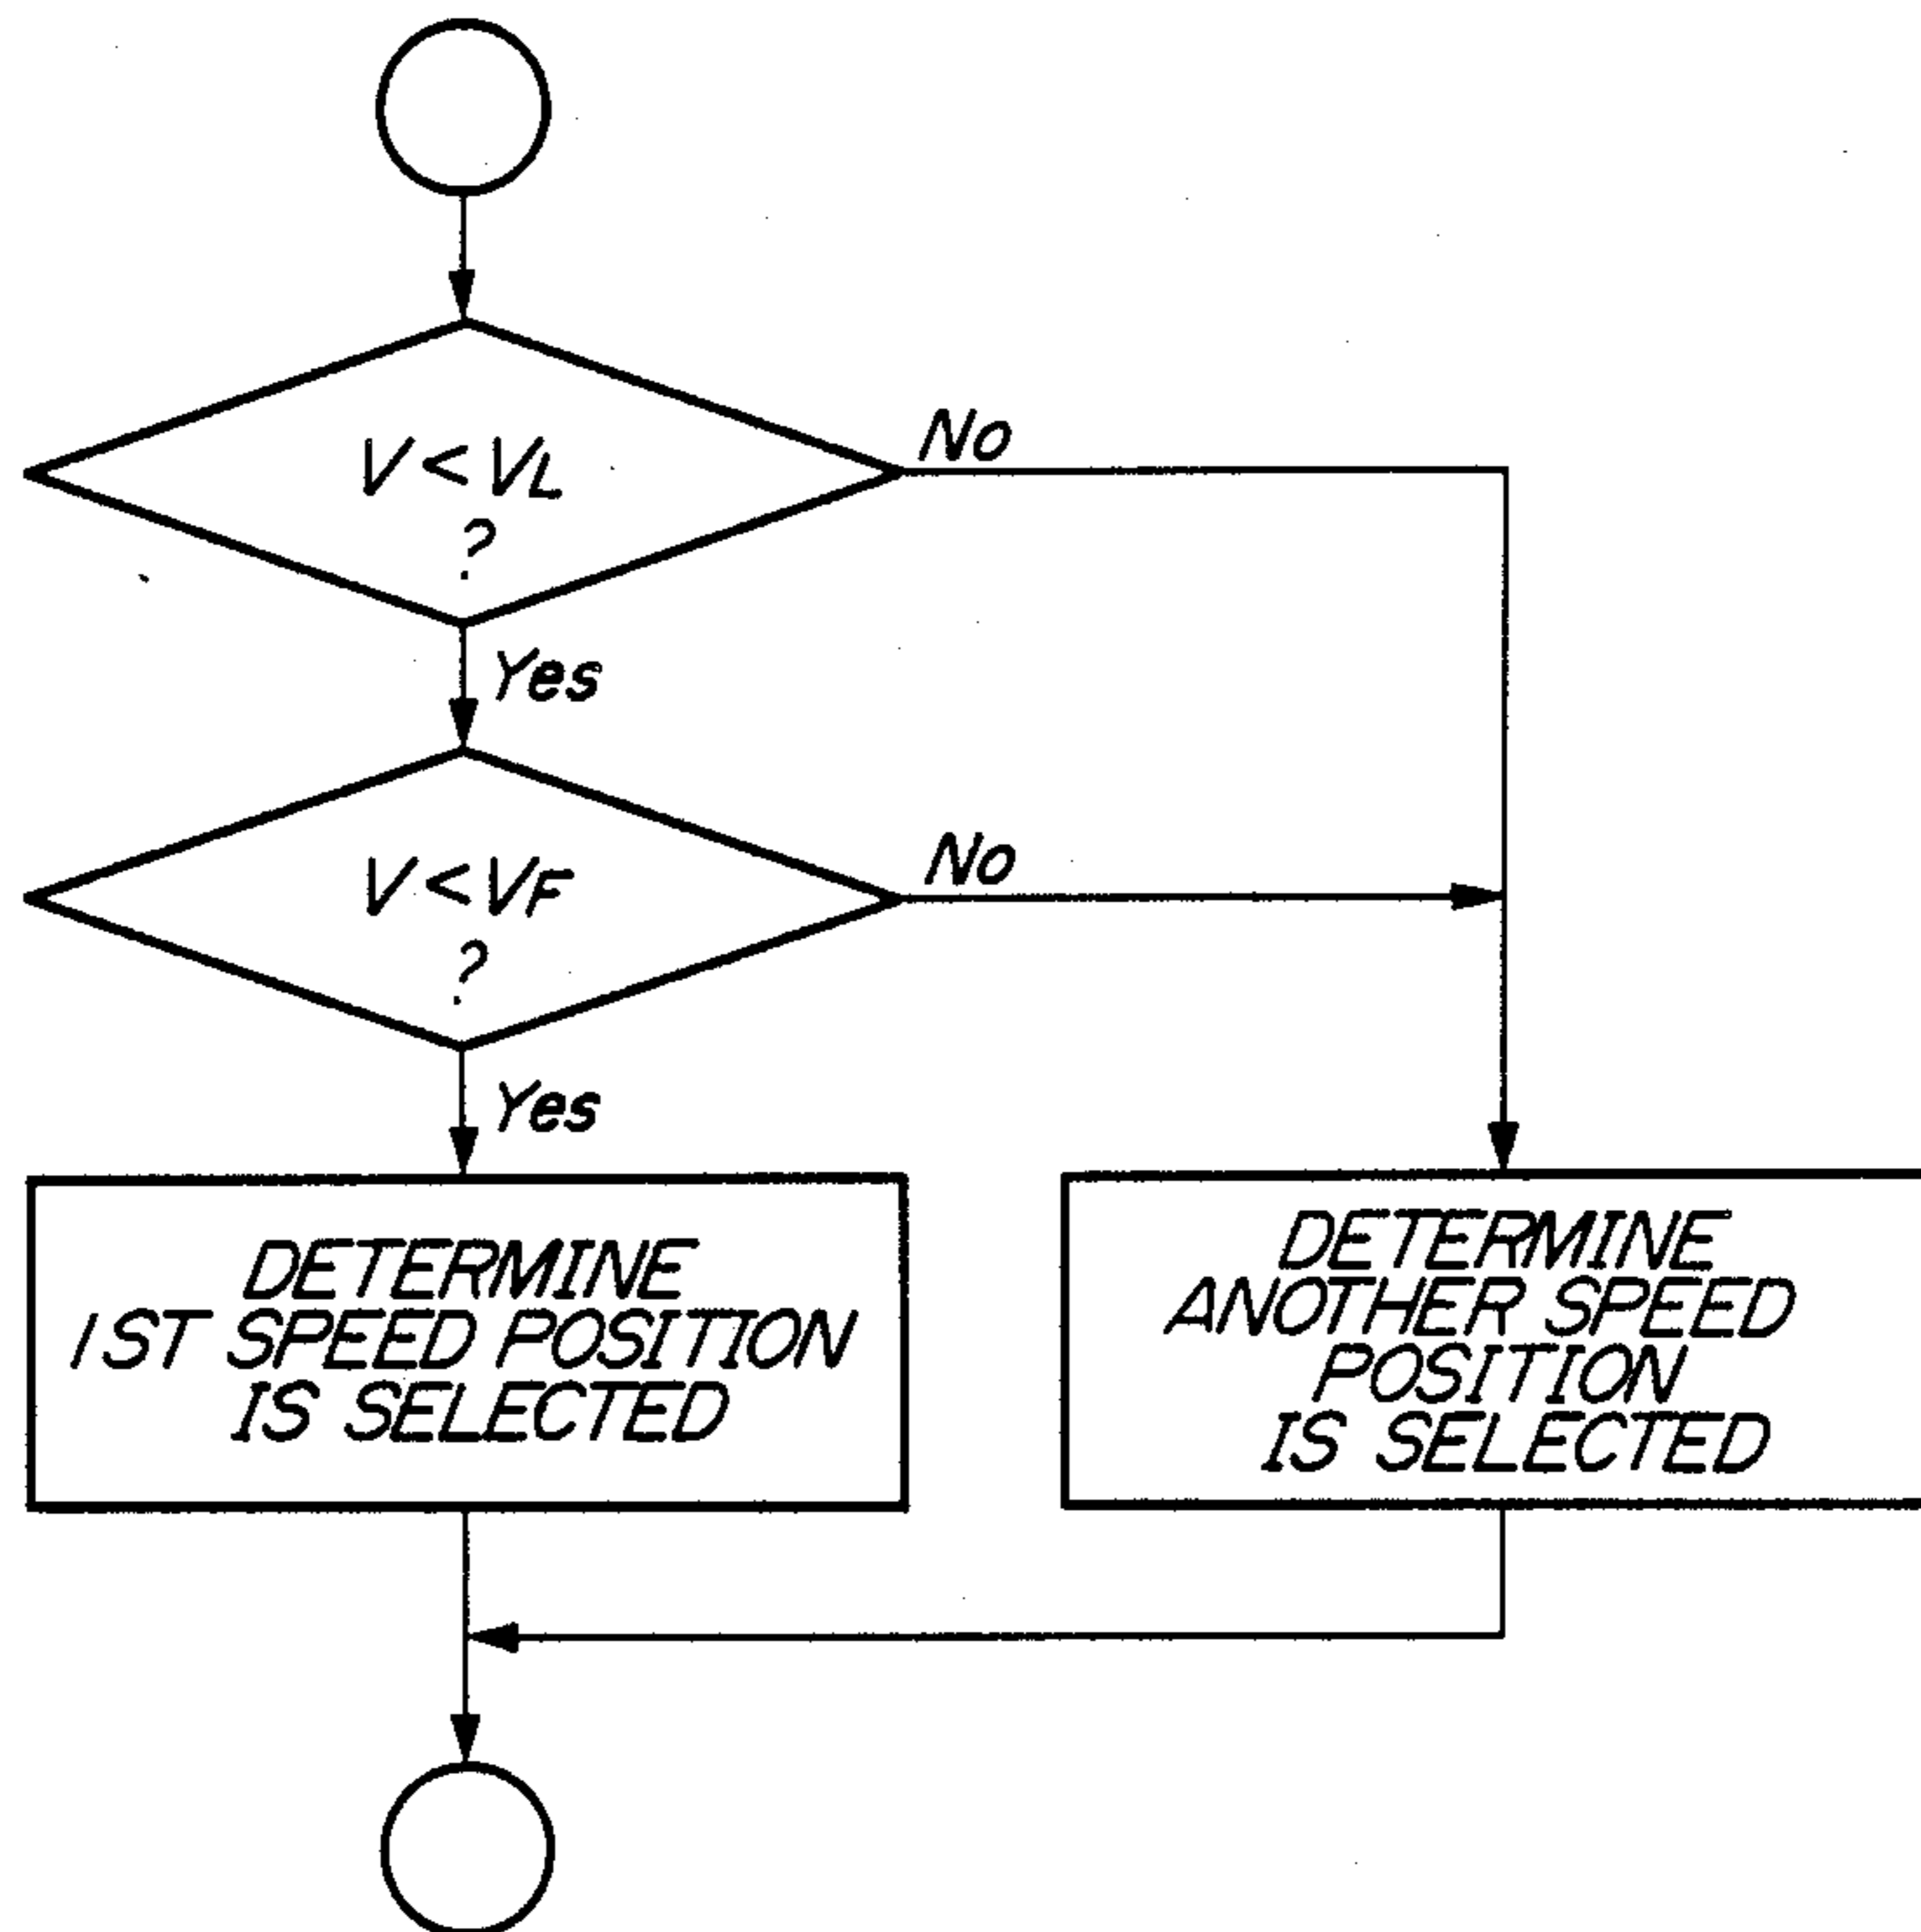 V < VL
?
No
Yes
V < VF
?
No
Yes
DETERMINE
1ST SPEED POSITION
IS SELECTED
DETERMINE
ANOTHER SPEED
POSITION
IS SELECTED